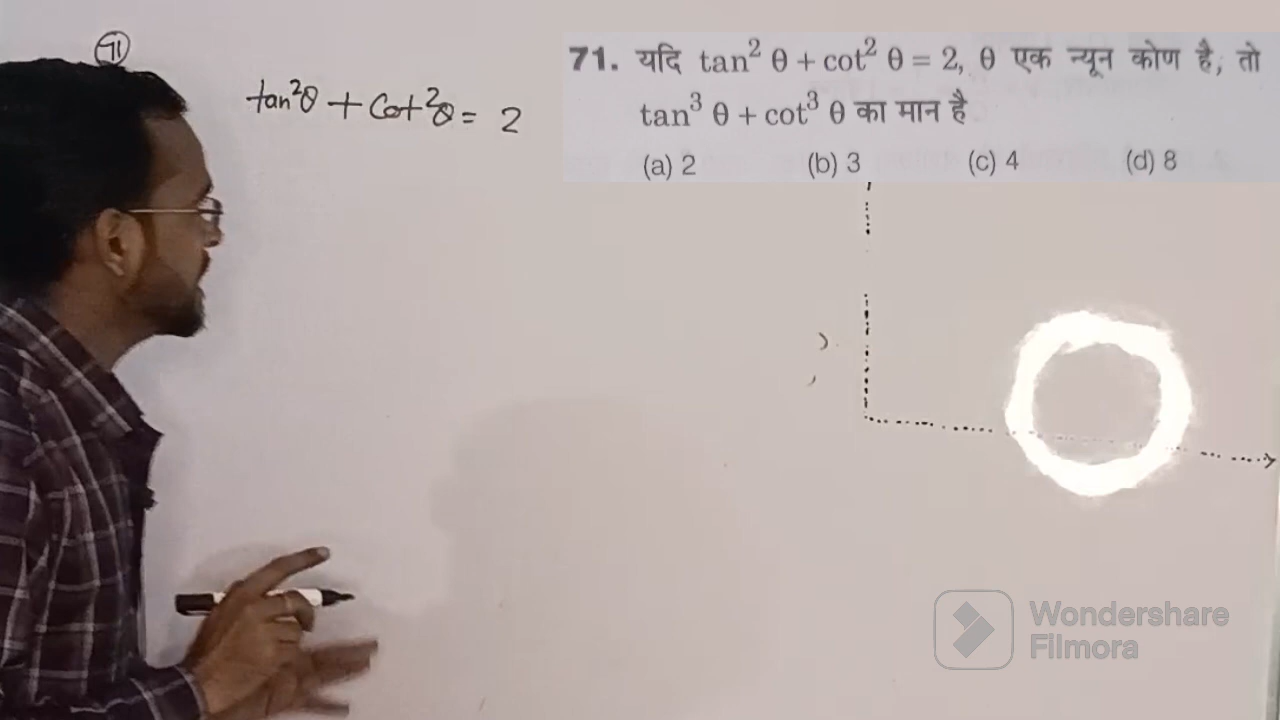 71
tan²θ + cot²θ = 2
71. यदि tan² θ + cot² θ = 2, θ एक न्यून कोण है, तो
tan³ θ + cot³ θ का मान है
(a) 2 (b) 3 (c) 4 (d) 8
Wondershare
Filmora